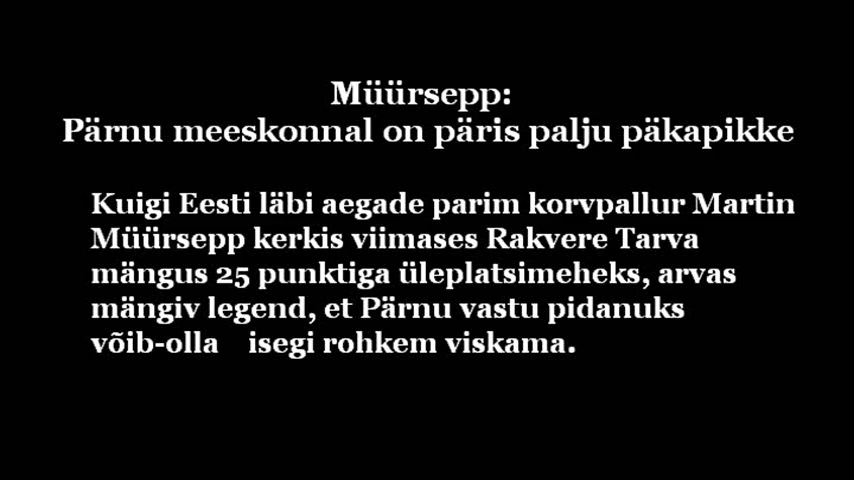 Müürsepp:
Pärnu meeskonnal on päris palju päkapikke
Kuigi Eesti läbi aegade parim korvpallur Martin
Müürsepp kerkis viimases Rakvere Tarva
mängus 25 punktiga üleplatsimeheks, arvas
mängiv legend, et Pärnu vastu pidanuks
võib-olla isegi rohkem viskama.